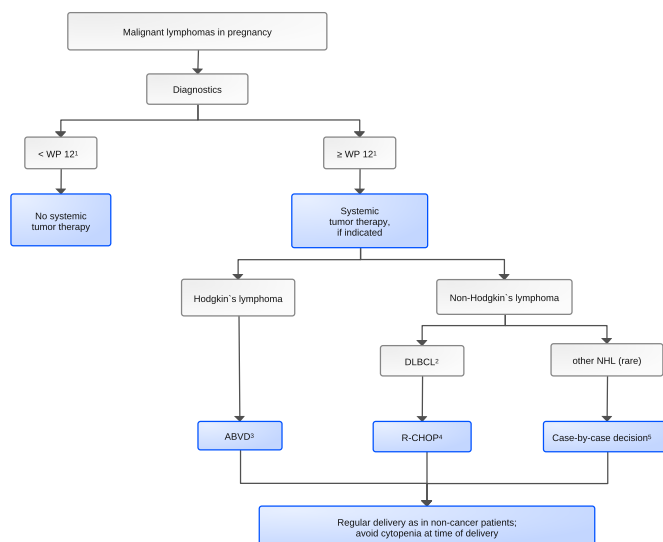 Malignant lymphomas in pregnancy
Diagnostics
< WP 12¹
≥ WP 12¹
No systemic
tumor therapy
Systemic
tumor therapy,
if indicated
Hodgkin`s lymphoma
Non-Hodgkin`s lymphoma
DLBCL²
other NHL (rare)
ABVD³
R-CHOP⁴
Case-by-case decision⁵
Regular delivery as in non-cancer patients;
avoid cytopenia at time of delivery